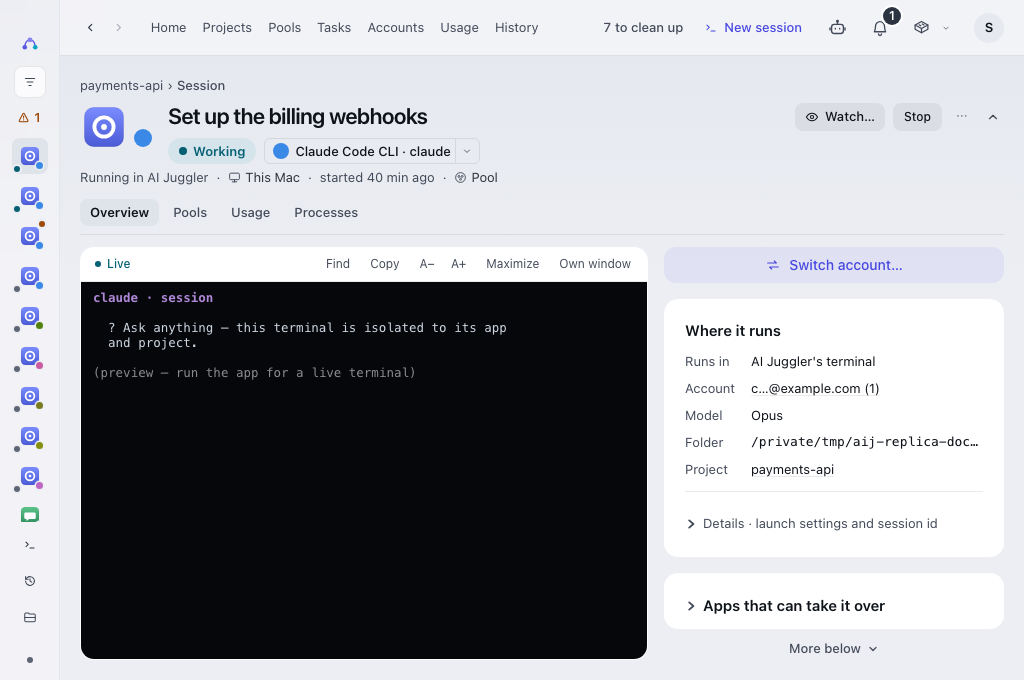 Home Projects Pools Tasks Accounts Usage History 7 to clean up New session 1 S
1
payments-api › Session
Set up the billing webhooks
Watch... Stop ...
Working Claude Code CLI · claude
Running in AI Juggler · This Mac · started 40 min ago · Pool
Overview Pools Usage Processes
Live Find Copy A– A+ Maximize Own window
claude · session
? Ask anything — this terminal is isolated to its app
and project.
(preview — run the app for a live terminal)
Switch account...
Where it runs
Runs in AI Juggler's terminal
Account c...@example.com (1)
Model Opus
Folder /private/tmp/aij-replica-doc…
Project payments-api
Details · launch settings and session id
Apps that can take it over
More below